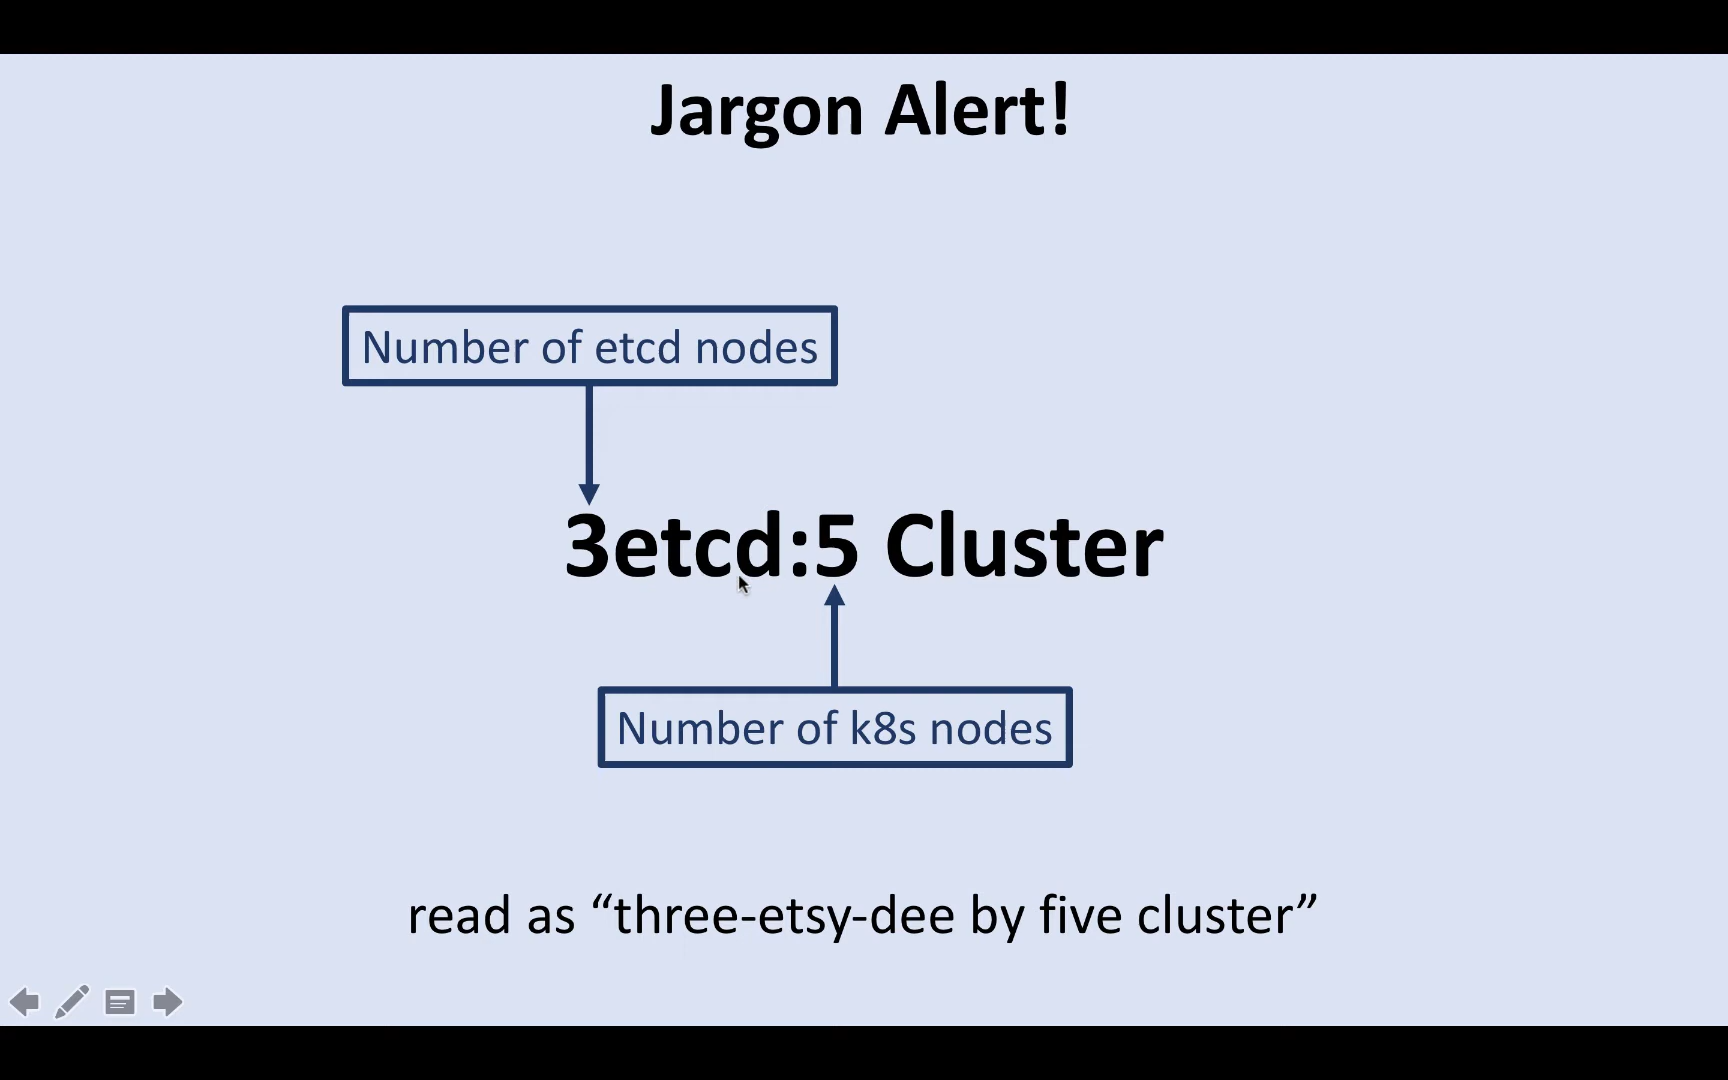 Jargon Alert!
Number of etcd nodes
3etcd:5 Cluster
Number of k8s nodes
read as “three-etsy-dee by five cluster”